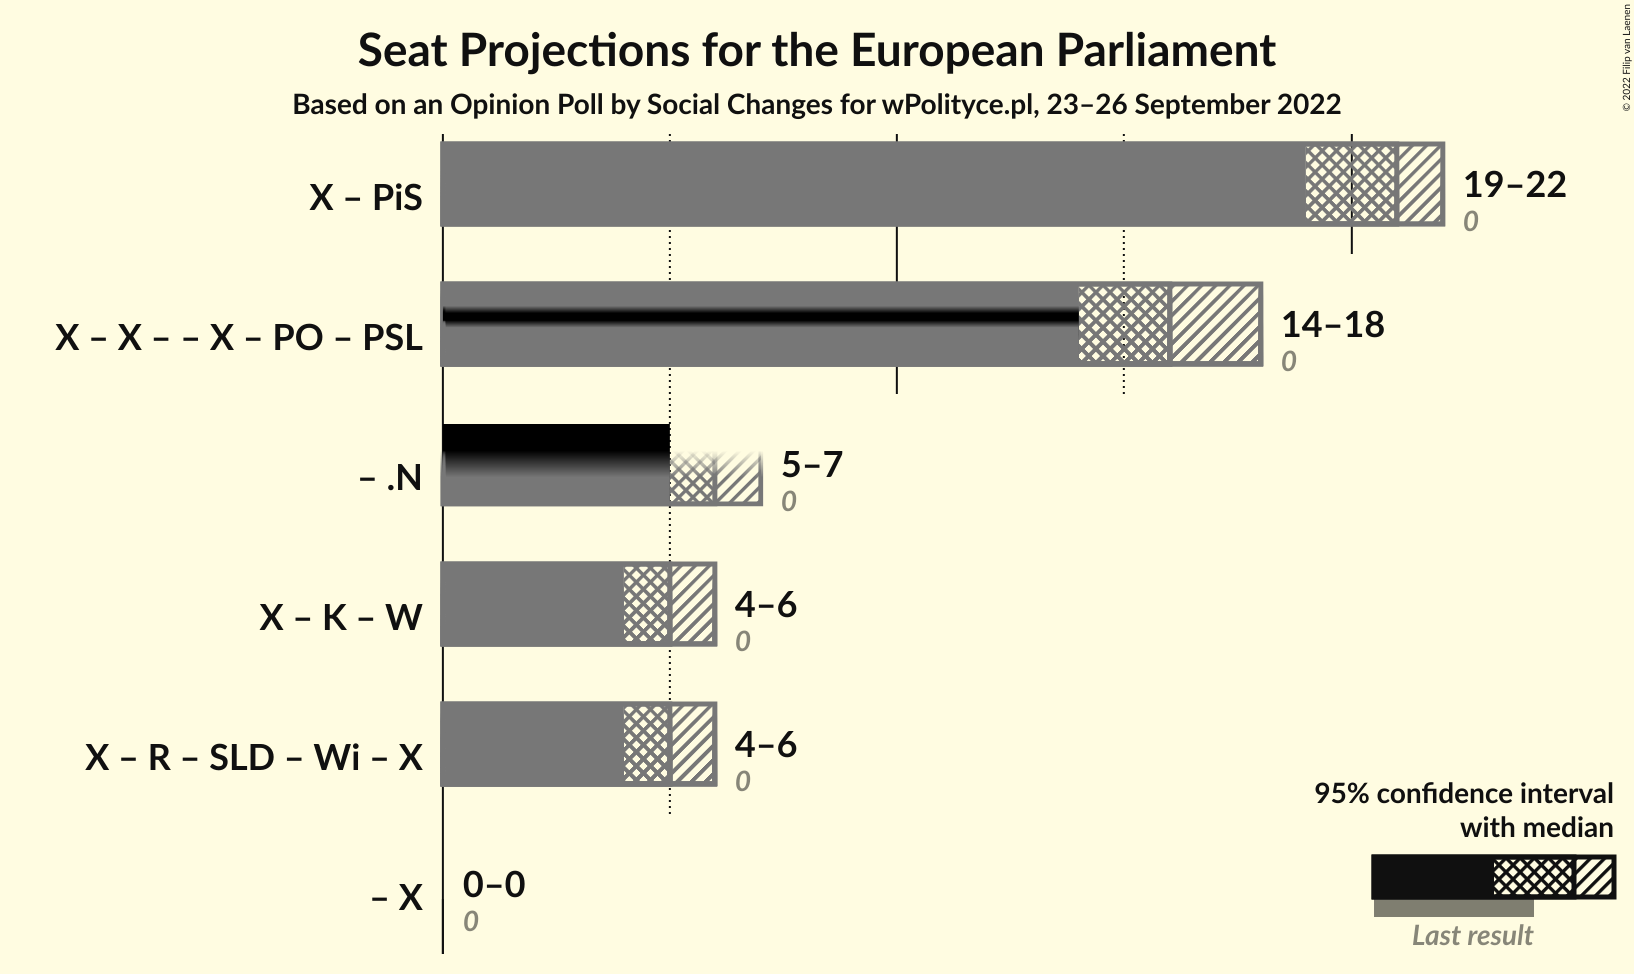 Seat Projections for the European Parliament
Based on an Opinion Poll by Social Changes for wPolityce.pl, 23–26 September 2022
© 2022 Filip van Laenen
X – PiS
19–22
0
X – X – – X – PO – PSL
14–18
0
– .N
5–7
0
X – K – W
4–6
0
X – R – SLD – Wi – X
4–6
0
– X
0–0
0
95% confidence interval
with median
Last result